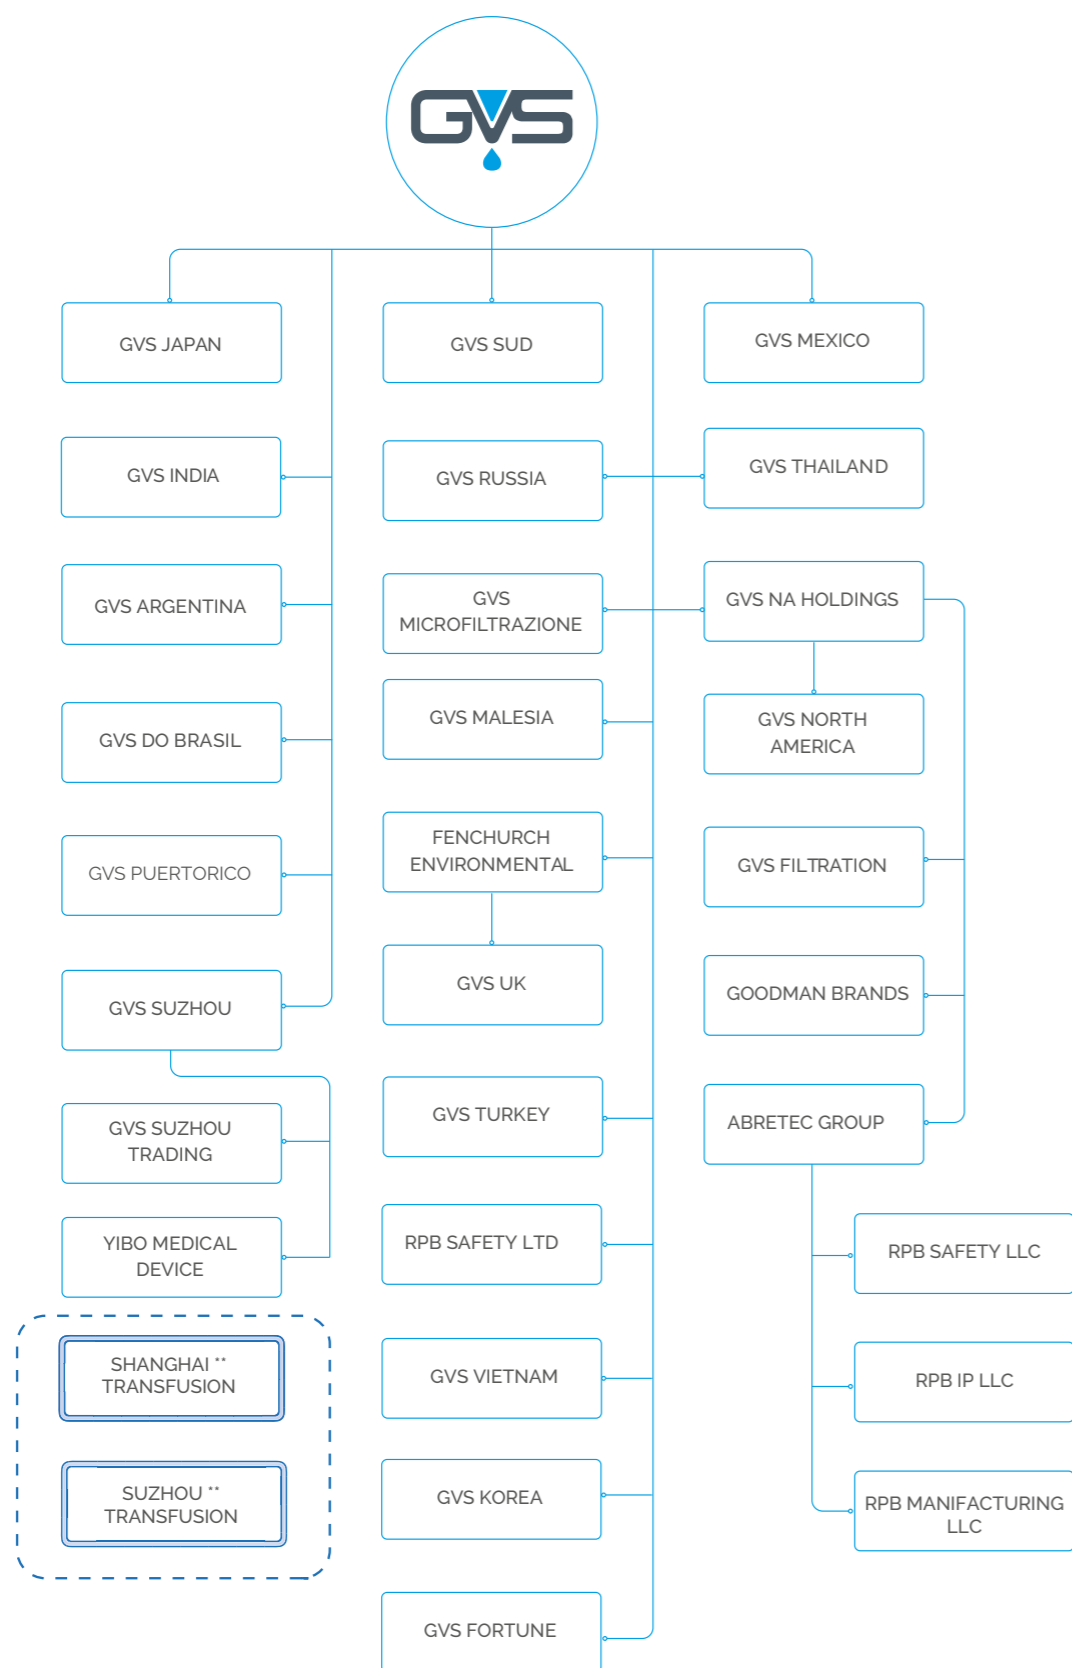 GVS
GVS JAPAN
GVS SUD
GVS MEXICO
GVS INDIA
GVS RUSSIA
GVS THAILAND
GVS ARGENTINA
GVS
MICROFILTRAZIONE
GVS NA HOLDINGS
GVS DO BRASIL
GVS MALESIA
GVS NORTH
AMERICA
GVS PUERTORICO
FENCHURCH
ENVIRONMENTAL
GVS FILTRATION
GVS SUZHOU
GVS UK
GOODMAN BRANDS
GVS SUZHOU
TRADING
GVS TURKEY
ABRETEC GROUP
YIBO MEDICAL
DEVICE
RPB SAFETY LTD
RPB SAFETY LLC
SHANGHAI **
TRANSFUSION
GVS VIETNAM
RPB IP LLC
SUZHOU **
TRANSFUSION
GVS KOREA
RPB MANIFACTURING
LLC
GVS FORTUNE